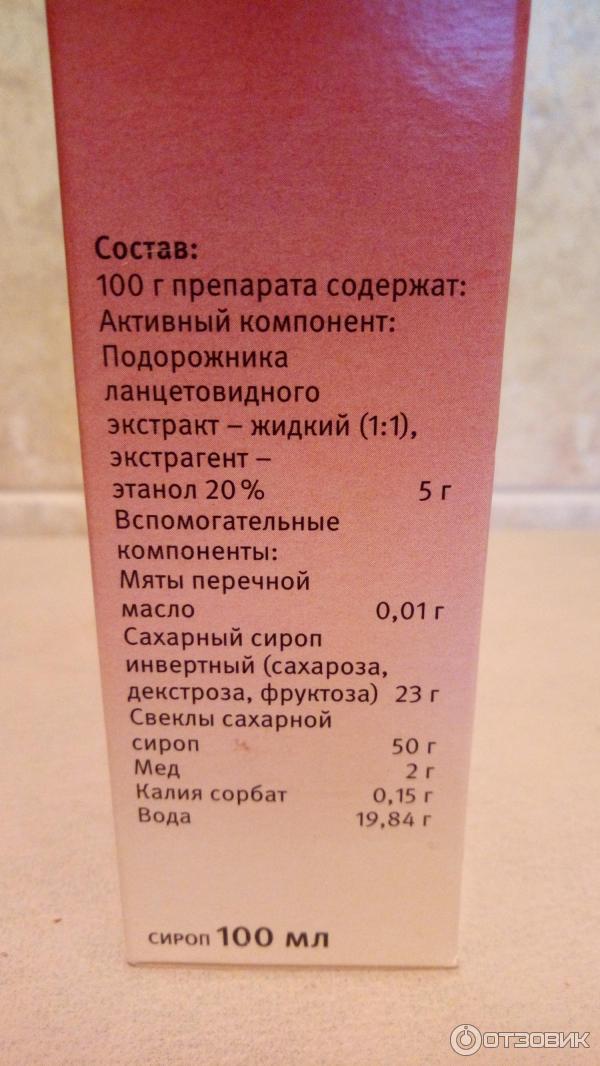 Состав:
100 г препарата содержат:
Активный компонент:
Подорожника
ланцетовидного
экстракт – жидкий (1:1),
экстрагент –
этанол 20% 5 г
Вспомогательные
компоненты:
Мяты перечной
масло 0,01 г
Сахарный сироп
инвертный (сахароза,
декстроза, фруктоза) 23 г
Свеклы сахарной
сироп 50 г
Мед 2 г
Калия сорбат 0,15 г
Вода 19,84 г
сироп 100 мл
ОТЗОВИК